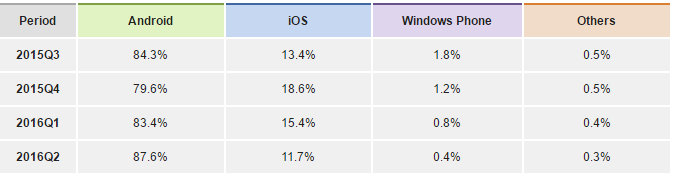 Period Android iOS Windows Phone Others
2015Q3 84.3% 13.4% 1.8% 0.5%
2015Q4 79.6% 18.6% 1.2% 0.5%
2016Q1 83.4% 15.4% 0.8% 0.4%
2016Q2 87.6% 11.7% 0.4% 0.3%